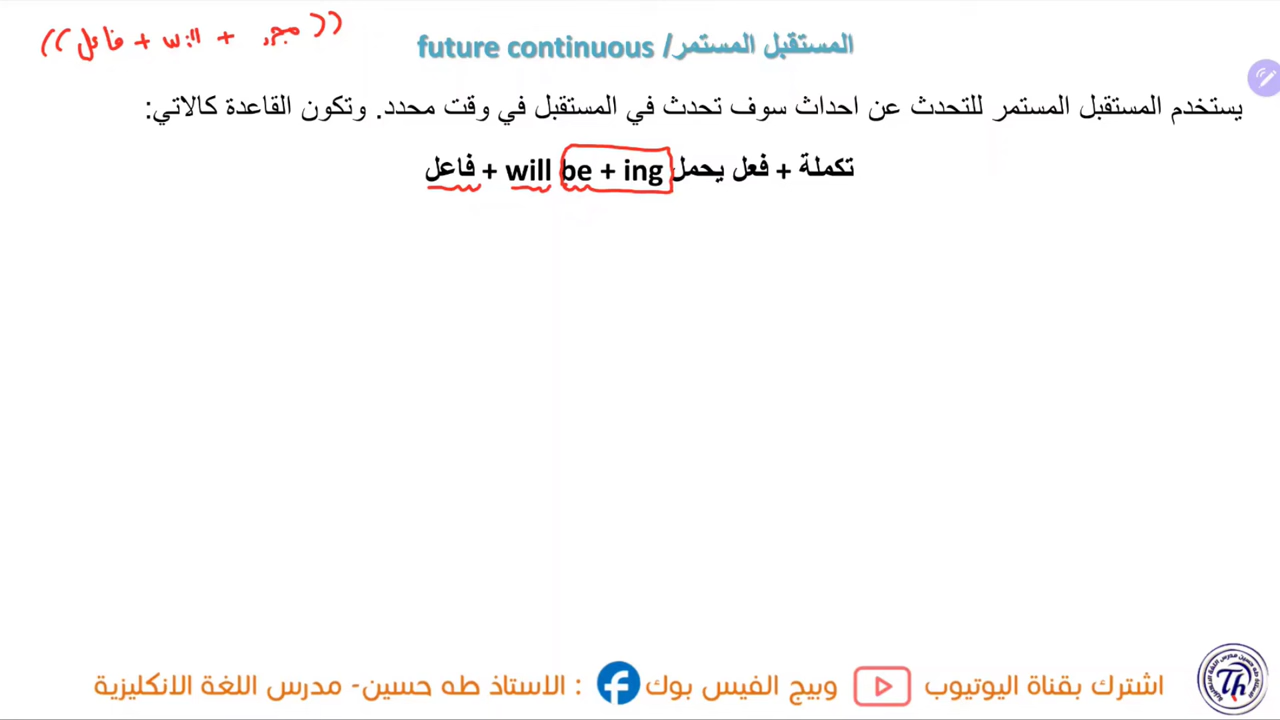 ((فاعل + will + مجرد))
المستقبل المستمر/ future continuous
يستخدم المستقبل المستمر للتحدث عن احداث سوف تحدث في المستقبل في وقت محدد. وتكون القاعدة كالاتي:
فاعل + will be + ing تكملة + فعل يحمل
اشترك بقناة اليوتيوب وبيج الفيس بوك : الاستاذ طه حسين- مدرس اللغة الانكليزية
Th